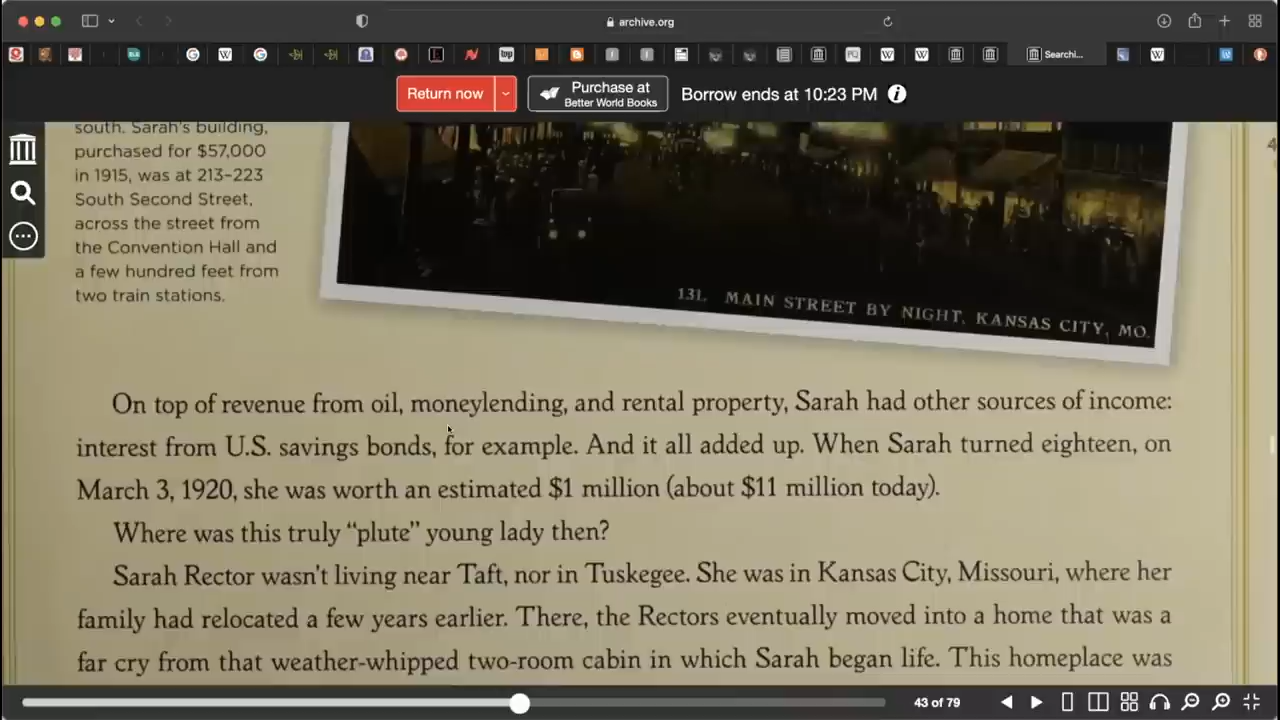 archive.org
Searchi...
Return now
Purchase at
Better World Books
Borrow ends at 10:23 PM
south. Sarah's building,
purchased for $57,000
in 1915, was at 213–223
South Second Street,
across the street from
the Convention Hall and
a few hundred feet from
two train stations.
131. MAIN STREET BY NIGHT, KANSAS CITY, MO.
On top of revenue from oil, moneylending, and rental property, Sarah had other sources of income:
interest from U.S. savings bonds, for example. And it all added up. When Sarah turned eighteen, on
March 3, 1920, she was worth an estimated $1 million (about $11 million today).
Where was this truly “plute” young lady then?
Sarah Rector wasn't living near Taft, nor in Tuskegee. She was in Kansas City, Missouri, where her
family had relocated a few years earlier. There, the Rectors eventually moved into a home that was a
far cry from that weather-whipped two-room cabin in which Sarah began life. This homeplace was
43 of 79